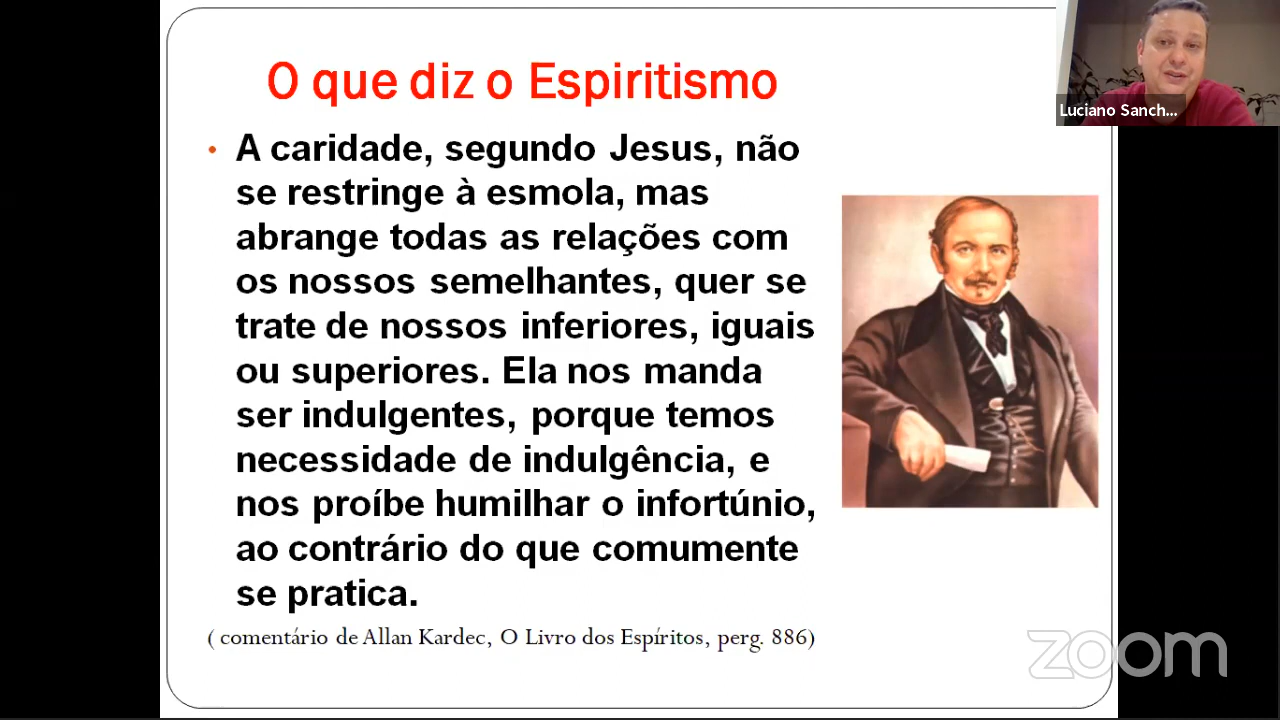 O que diz o Espiritismo
• A caridade, segundo Jesus, não
se restringe à esmola, mas
abrange todas as relações com
os nossos semelhantes, quer se
trate de nossos inferiores, iguais
ou superiores. Ela nos manda
ser indulgentes, porque temos
necessidade de indulgência, e
nos proíbe humilhar o infortúnio,
ao contrário do que comumente
se pratica.
( comentário de Allan Kardec, O Livro dos Espíritos, perg. 886)
Luciano Sanch...
zoom